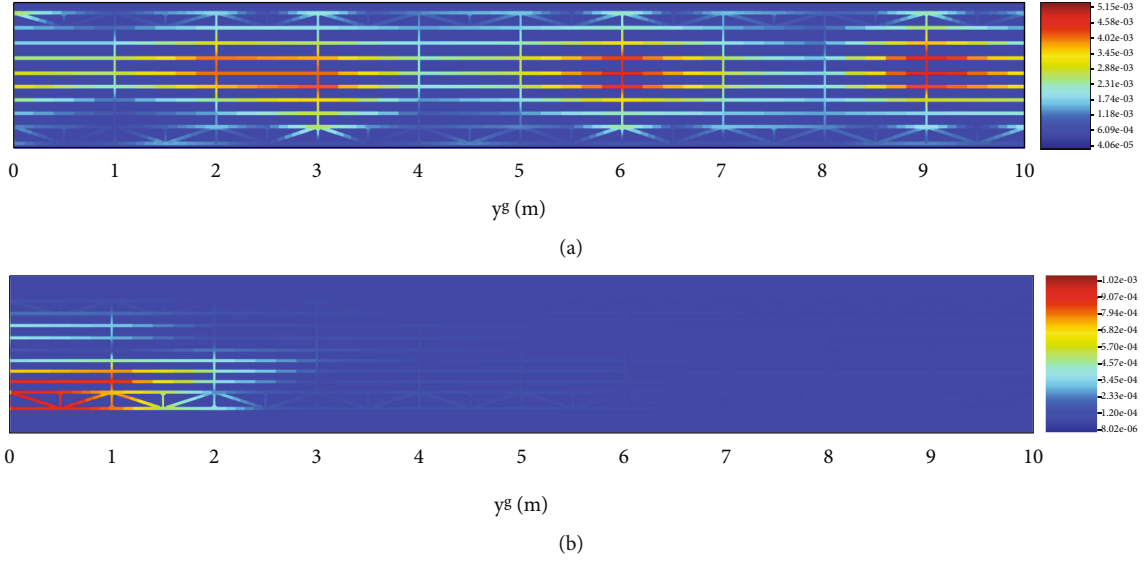 5.15e-03
4.58e-03
4.02e-03
3.45e-03
2.88e-03
2.31e-03
1.74e-03
1.18e-03
6.09e-04
4.06e-05
0 1 2 3 4 5 6 7 8 9 10
yg (m)
(a)
1.02e-03
9.07e-04
7.94e-04
6.82e-04
5.70e-04
4.57e-04
3.45e-04
2.33e-04
1.20e-04
8.02e-06
0 1 2 3 4 5 6 7 8 9 10
yg (m)
(b)